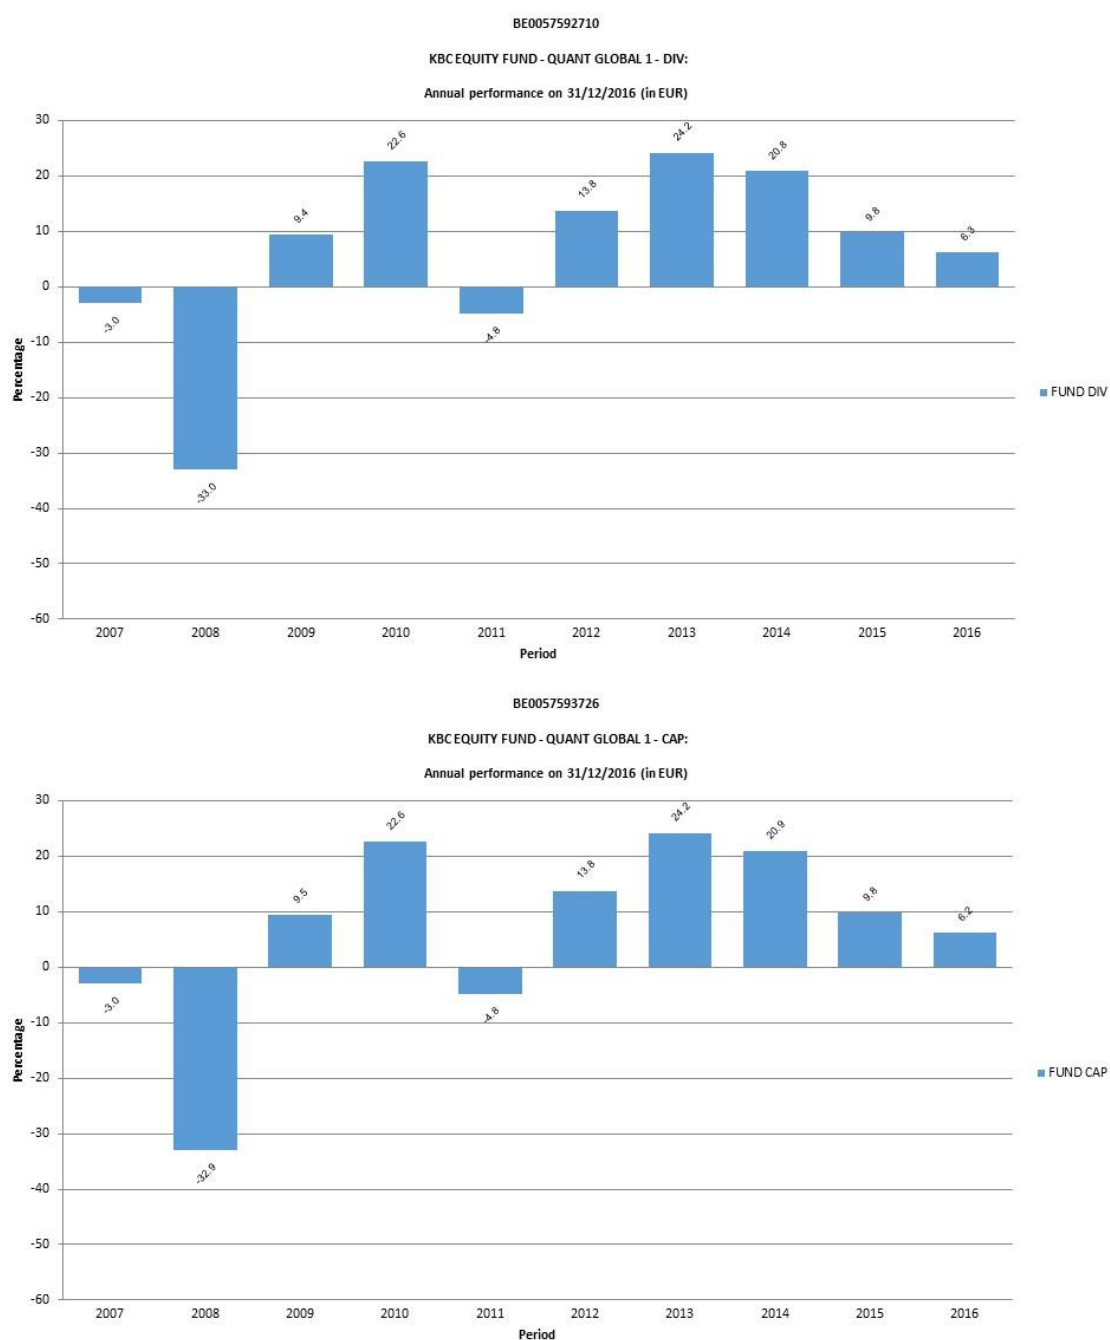 BE0057592710
KBC EQUITY FUND - QUANT GLOBAL 1 - DIV:
Annual performance on 31/12/2016 (in EUR)
30
20
10
0
-10
-20
-30
-40
-50
-60
Percentage
-3.0
-33.0
9.4
22.6
-4.8
13.8
24.2
20.8
9.8
6.3
FUND DIV
2007 2008 2009 2010 2011 2012 2013 2014 2015 2016
Period
BE0057593726
KBC EQUITY FUND - QUANT GLOBAL 1 - CAP:
Annual performance on 31/12/2016 (in EUR)
30
20
10
0
-10
-20
-30
-40
-50
-60
Percentage
-3.0
-32.9
9.5
22.6
-4.8
13.8
24.2
20.9
9.8
6.2
FUND CAP
2007 2008 2009 2010 2011 2012 2013 2014 2015 2016
Period